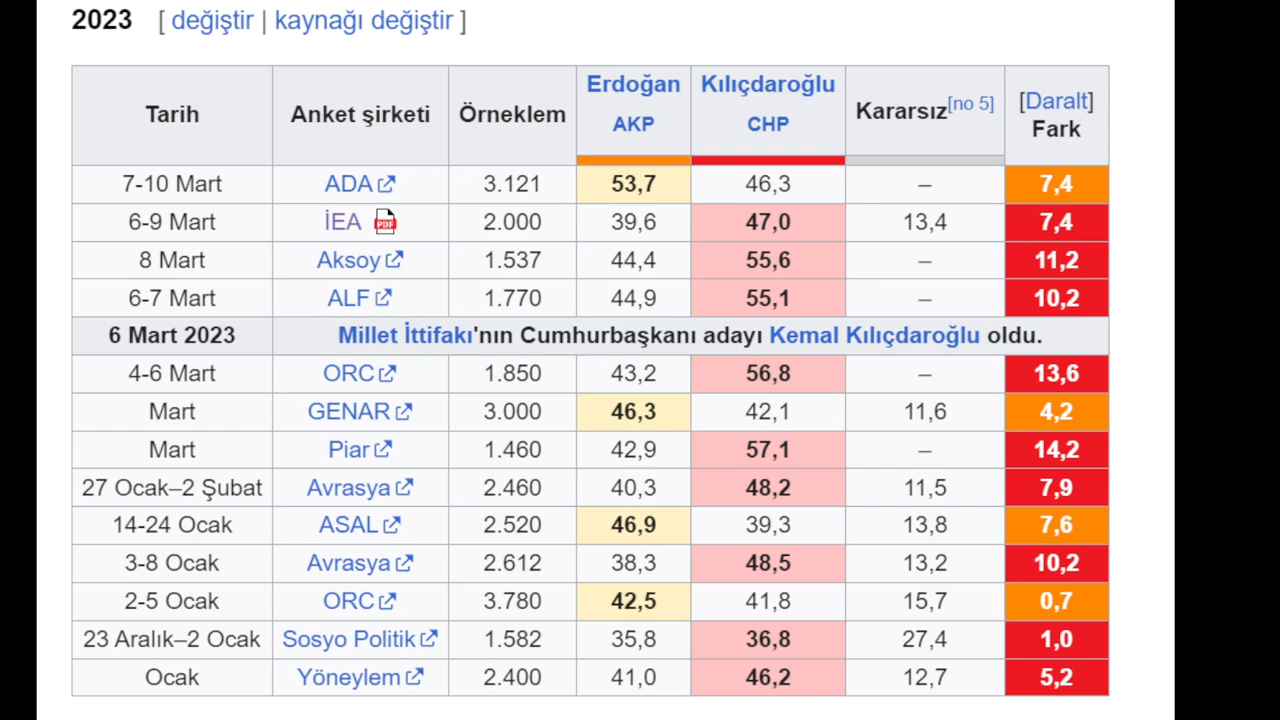 2023 [ değiştir | kaynağı değiştir ]
Tarih Anket şirketi Örneklem Erdoğan AKP Kılıçdaroğlu CHP Kararsız[no 5] [Daralt] Fark
7-10 Mart ADA 3.121 53,7 46,3 – 7,4
6-9 Mart İEA PDF 2.000 39,6 47,0 13,4 7,4
8 Mart Aksoy 1.537 44,4 55,6 – 11,2
6-7 Mart ALF 1.770 44,9 55,1 – 10,2
6 Mart 2023 Millet İttifakı'nın Cumhurbaşkanı adayı Kemal Kılıçdaroğlu oldu.
4-6 Mart ORC 1.850 43,2 56,8 – 13,6
Mart GENAR 3.000 46,3 42,1 11,6 4,2
Mart Piar 1.460 42,9 57,1 – 14,2
27 Ocak–2 Şubat Avrasya 2.460 40,3 48,2 11,5 7,9
14-24 Ocak ASAL 2.520 46,9 39,3 13,8 7,6
3-8 Ocak Avrasya 2.612 38,3 48,5 13,2 10,2
2-5 Ocak ORC 3.780 42,5 41,8 15,7 0,7
23 Aralık–2 Ocak Sosyo Politik 1.582 35,8 36,8 27,4 1,0
Ocak Yöneylem 2.400 41,0 46,2 12,7 5,2